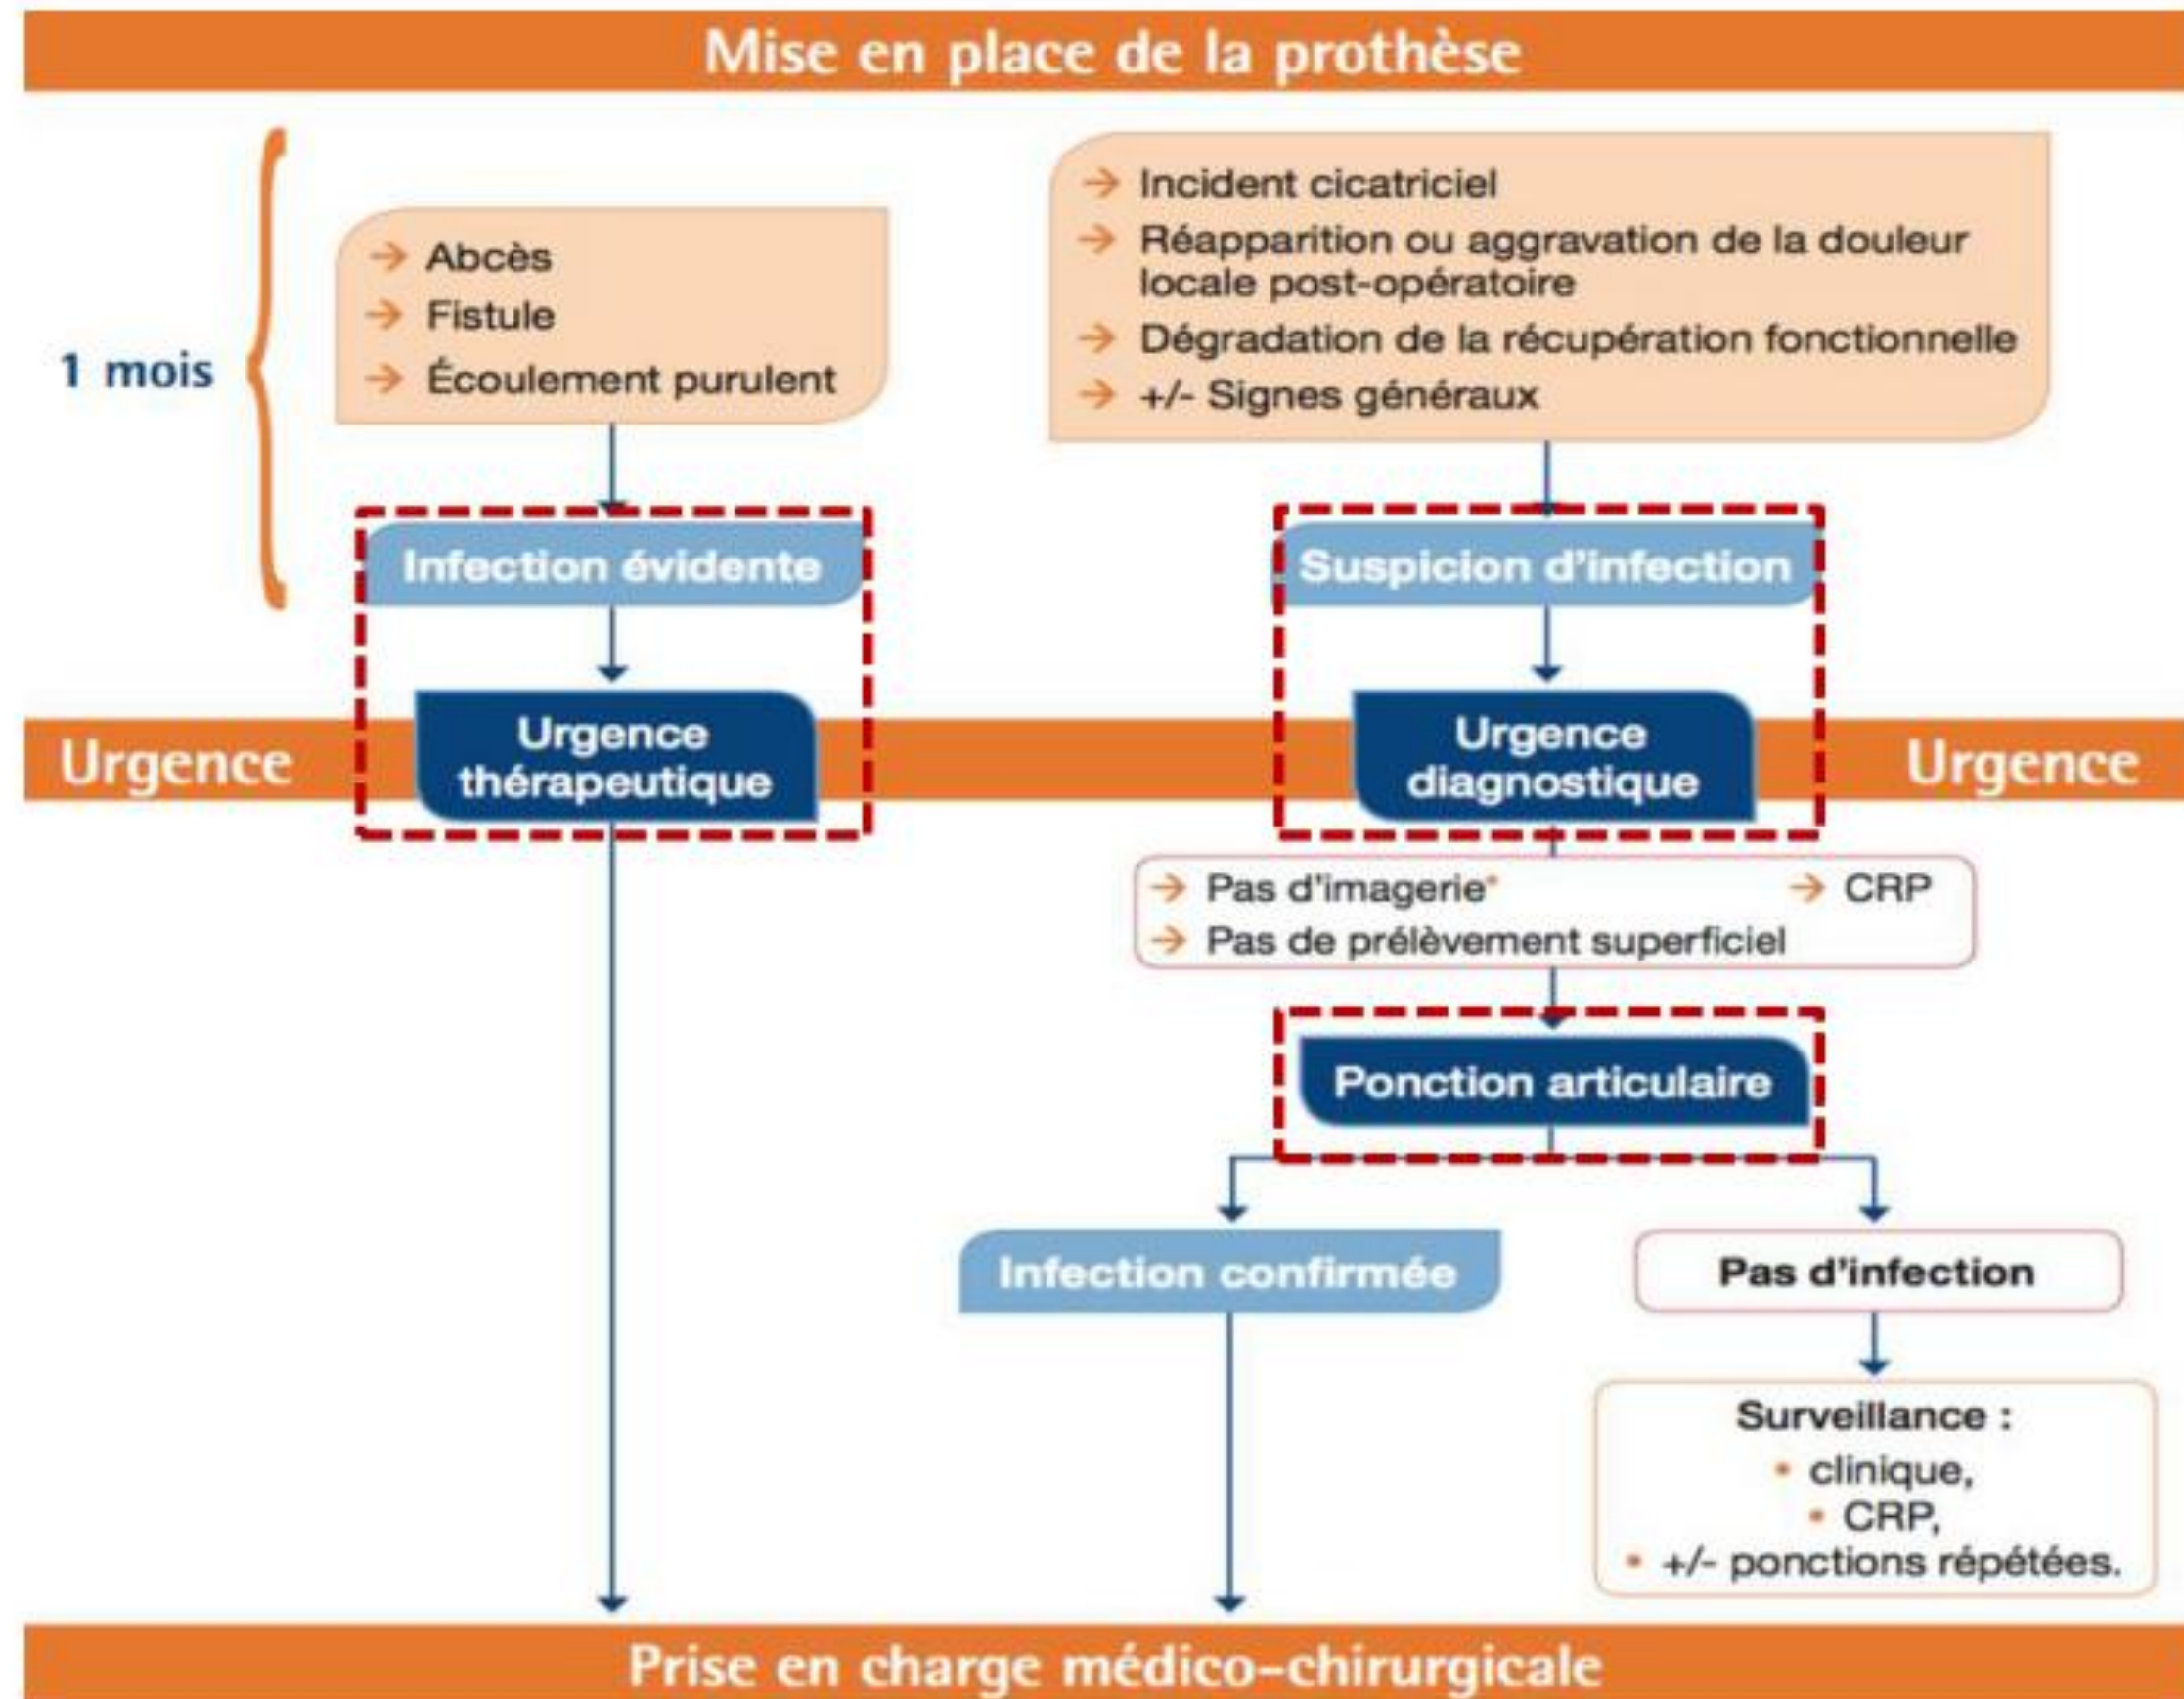 Mise en place de la prothèse
1 mois
→ Abcès
→ Fistule
→ Écoulement purulent
→ Incident cicatriciel
→ Réapparition ou aggravation de la douleur
locale post-opératoire
→ Dégradation de la récupération fonctionnelle
→ +/- Signes généraux
Infection évidente
Suspicion d'infection
Urgence
Urgence
thérapeutique
Urgence
diagnostique
Urgence
→ Pas d'imagerie*
→ CRP
→ Pas de prélèvement superficiel
Ponction articulaire
Infection confirmée
Pas d'infection
Surveillance :
• clinique,
• CRP,
• +/- ponctions répétées.
Prise en charge médico-chirurgicale